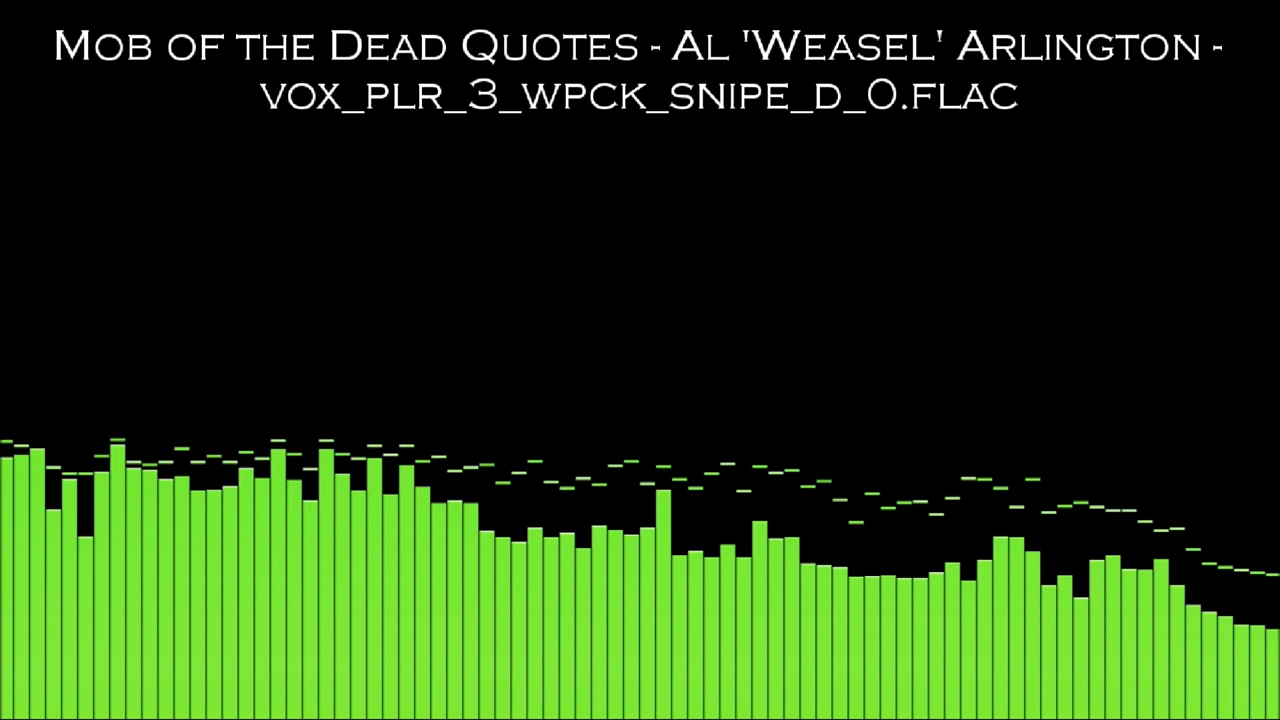 Mob of the Dead Quotes - Al 'Weasel' Arlington -
vox_plr_3_wpck_snipe_d_0.flac